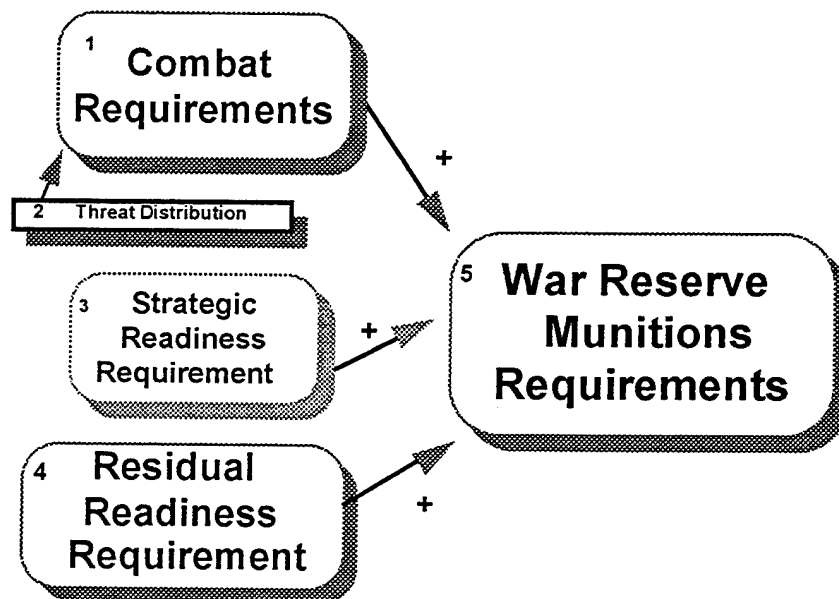 1
Combat
Requirements
+
2 Threat Distribution
3
Strategic
Readiness
Requirement
+
4
Residual
Readiness
Requirement
+
5
War Reserve
Munitions
Requirements